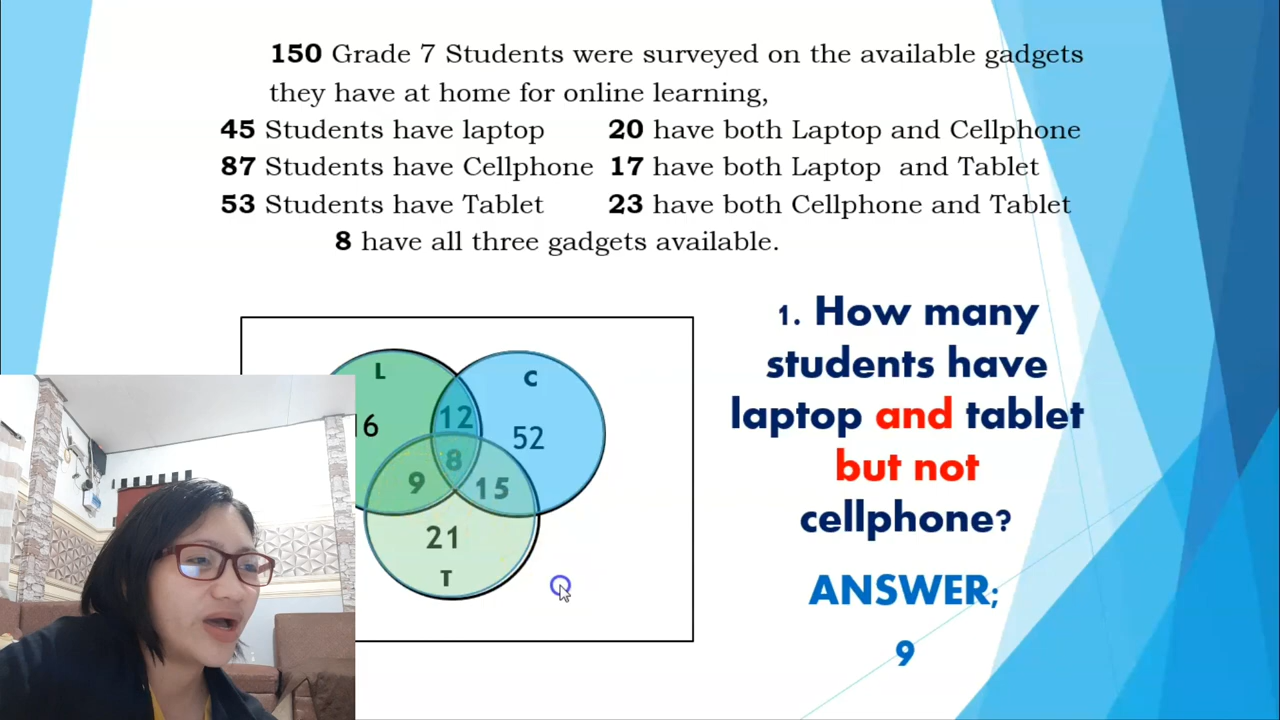 150 Grade 7 Students were surveyed on the available gadgets
they have at home for online learning,
45 Students have laptop 20 have both Laptop and Cellphone
87 Students have Cellphone 17 have both Laptop and Tablet
53 Students have Tablet 23 have both Cellphone and Tablet
8 have all three gadgets available.
L
C
16
12
52
8
9
15
21
T
1. How many
students have
laptop and tablet
but not
cellphone?
ANSWER;
9